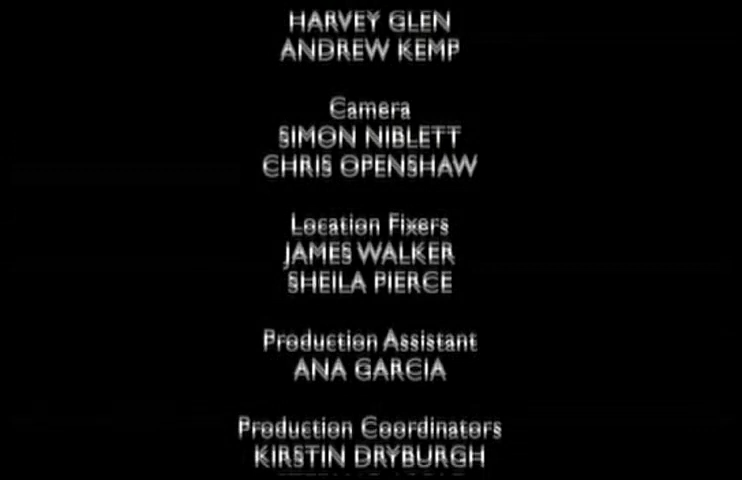 HARVEY GLEN
ANDREW KEMP
Camera
SIMON NIBLETT
CHRIS OPENSHAW
Location Fixers
JAMES WALKER
SHEILA PIERCE
Production Assistant
ANA GARCIA
Production Coordinators
KIRSTIN DRYBURGH